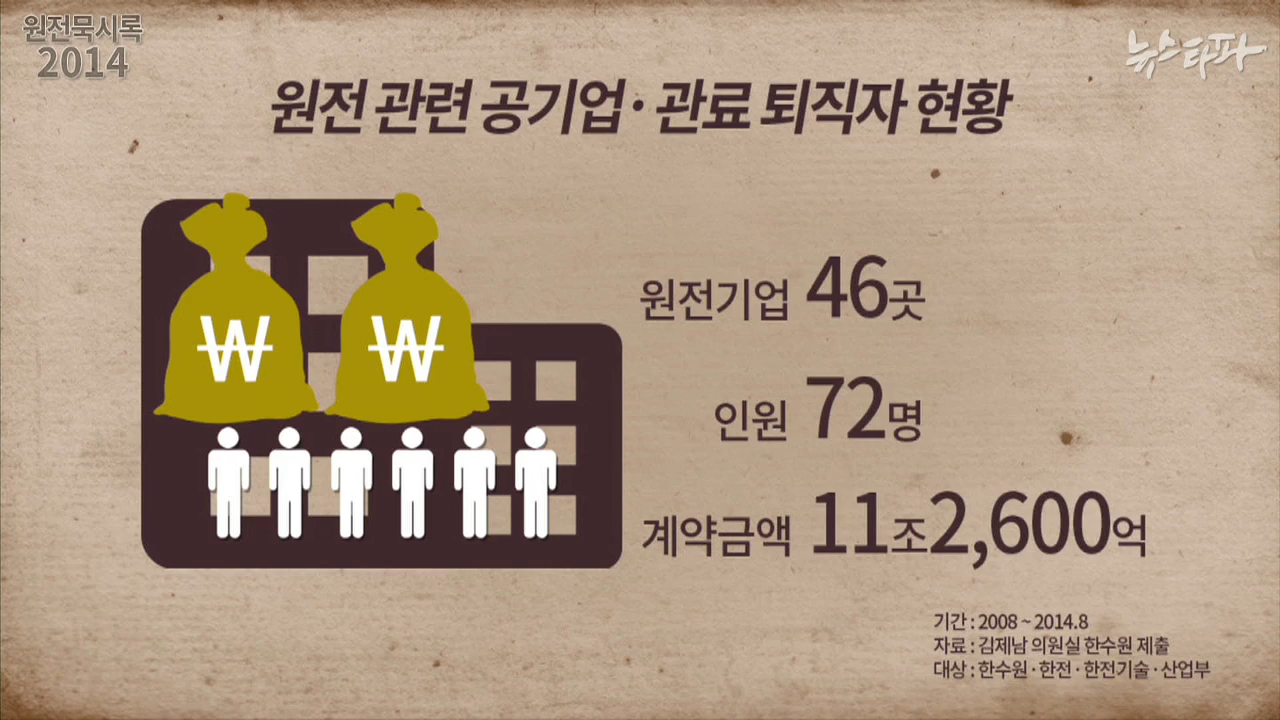 원전묵시록
2014
뉴스타파
원전 관련 공기업·관료 퇴직자 현황
₩ ₩
원전기업 46곳
인원 72명
계약금액 11조2,600억
기간 : 2008 ~ 2014.8
자료 : 김제남 의원실 한수원 제출
대상 : 한수원 · 한전 · 한전기술 · 산업부